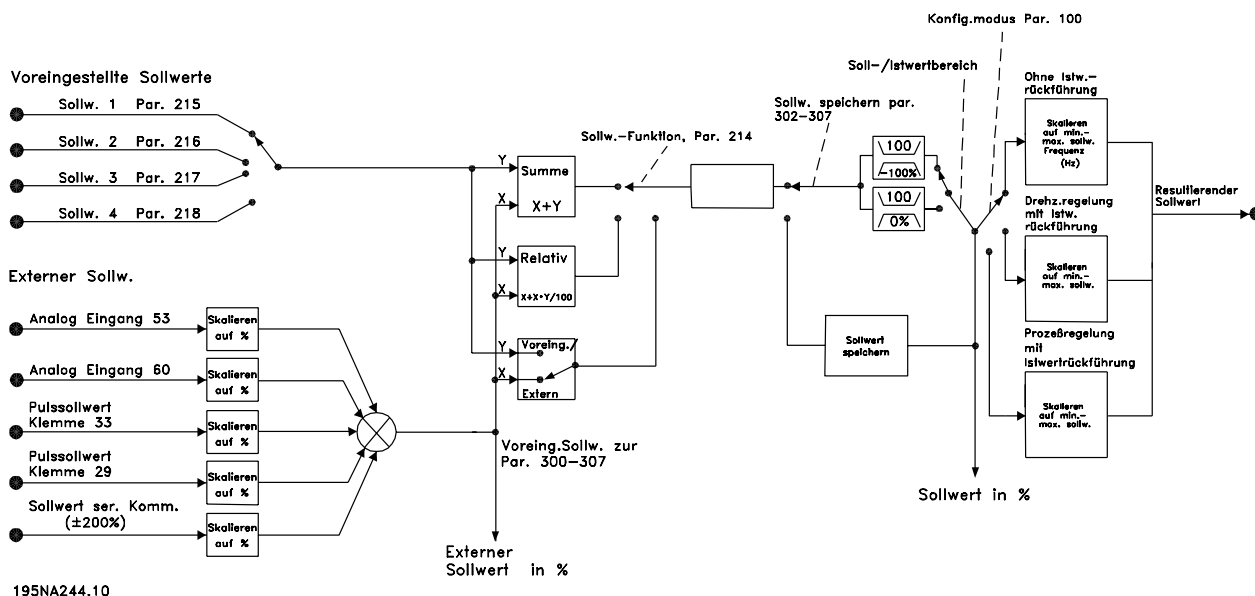 Konfig.modus Par. 100
Voreingestellte Sollwerte
Soll-/Istwertbereich
Ohne Istw.-
rückführung
Sollw. 1 Par. 215
Sollw. speichern par.
302-307
Sollw. 2 Par. 216
Sollw.-Funktion, Par. 214
Sollw. 3 Par. 217
Sollw. 4 Par. 218
Y
Summe
X
X+Y
100
-100%
100
0%
Skalieren
auf min.-
max. sollw.
Frequenz
(Hz)
Resultierender
Sollwert
Drehz.regelung
mit Istw.
rückführung
Externer Sollw.
Y
Relativ
X
X+X*Y/100
Skalieren
auf min.-
max. sollw.
Analog Eingang 53
Skalieren
auf %
Y
Voreing./
X
Extern
Sollwert
speichern
Prozeßregelung
mit
Istwertrückführung
Analog Eingang 60
Skalieren
auf %
Pulssollwert
Klemme 33
Skalieren
auf %
Skalieren
auf min.-
max. sollw.
Voreing.Sollw. zur
Par. 300-307
Pulssollwert
Klemme 29
Skalieren
auf %
Sollwert in %
Sollwert ser. Komm.
(±200%)
Skalieren
auf %
Externer
Sollwert in %
195NA244.10